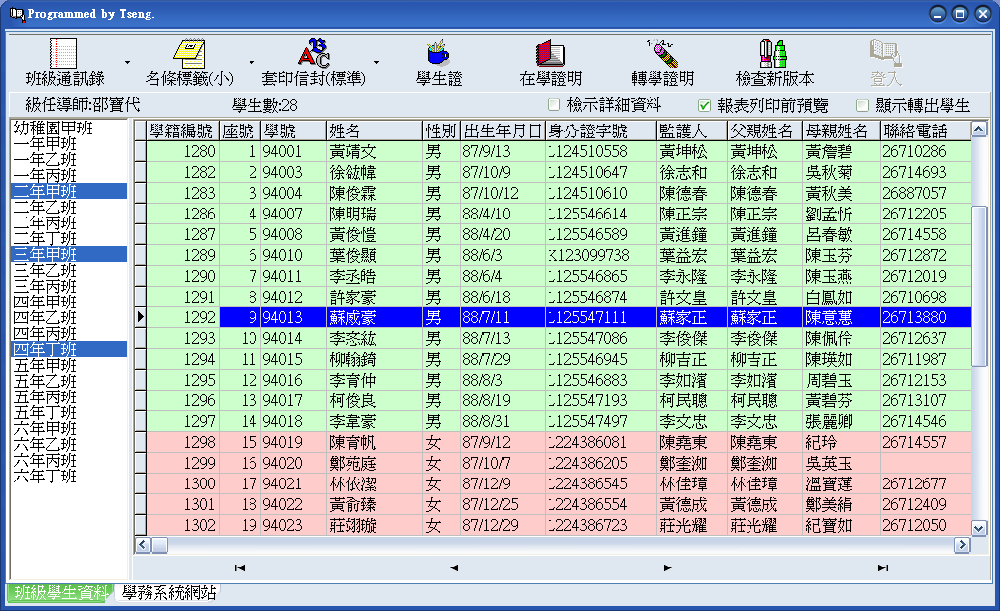 Programmed by Tseng.
班級通訊錄 名條標籤(小) 套印信封(標準) 學生證 在學證明 轉學證明 檢查新版本 登入
級任導師:邵寶代 學生數:28 檢示詳細資料 報表列印前預覽 顯示轉出學生
幼稚園甲班
一年甲班
一年乙班
一年丙班
二年甲班
二年乙班
二年丙班
二年丁班
三年甲班
三年乙班
三年丙班
四年甲班
四年乙班
四年丙班
四年丁班
五年甲班
五年乙班
五年丙班
五年丁班
六年甲班
六年乙班
六年丙班
六年丁班
學籍編號 座號 學號 姓名 性別 出生年月日 身分證字號 監護人 父親姓名 母親姓名 聯絡電話
1280 1 94001 黃靖文 男 87/9/13 L124510558 黃坤松 黃坤松 黃詹碧 26710286
1282 2 94003 徐紘幃 男 87/10/9 L124510647 徐志和 徐志和 吳秋菊 26714693
1283 3 94004 陳俊霖 男 87/10/12 L124510610 陳德春 陳德春 黃秋美 26887057
1286 4 94007 陳明瑞 男 88/4/10 L125546614 陳正宗 陳正宗 劉孟忻 26712205
1287 5 94008 黃俊愷 男 88/4/20 L125546589 黃進鐘 黃進鐘 呂春敏 26714558
1289 6 94010 葉俊顯 男 88/6/3 K123099738 葉益宏 葉益宏 陳玉芬 26712872
1290 7 94011 李丞皓 男 88/6/4 L125546865 李永隆 李永隆 陳玉燕 26712019
1291 8 94012 許家豪 男 88/6/18 L125546874 許文皇 許文皇 白鳳如 26710698
1292 9 94013 蘇威豪 男 88/7/11 L125547111 蘇家正 蘇家正 陳意蕙 26713880
1293 10 94014 李崧紘 男 88/7/13 L125547086 李俊傑 李俊傑 陳佩伶 26712637
1294 11 94015 柳翰錡 男 88/7/29 L125546945 柳吉正 柳吉正 陳瑛如 26711987
1295 12 94016 李育仲 男 88/8/3 L125546883 李如濱 李如濱 周碧玉 26712153
1296 13 94017 柯俊良 男 88/8/19 L125547193 柯民聰 柯民聰 黃碧芬 26713107
1297 14 94018 李韋豪 男 88/8/31 L125547497 李文忠 李文忠 張麗卿 26714546
1298 15 94019 陳育帆 女 87/9/12 L224386081 陳堯東 陳堯東 紀玲 26714557
1299 16 94020 鄭苑庭 女 87/10/7 L224386205 鄭奎洳 鄭奎洳 吳英玉
1300 17 94021 林依潔 女 87/12/9 L224386545 林佳璋 林佳璋 溫寶蓮 26712677
1301 18 94022 黃俞臻 女 87/12/25 L224386554 黃德成 黃德成 鄭美絹 26712409
1302 19 94023 莊翊璇 女 87/12/29 L224386723 莊光耀 莊光耀 紀寶如 26712050
班級學生資料 學務系統網站